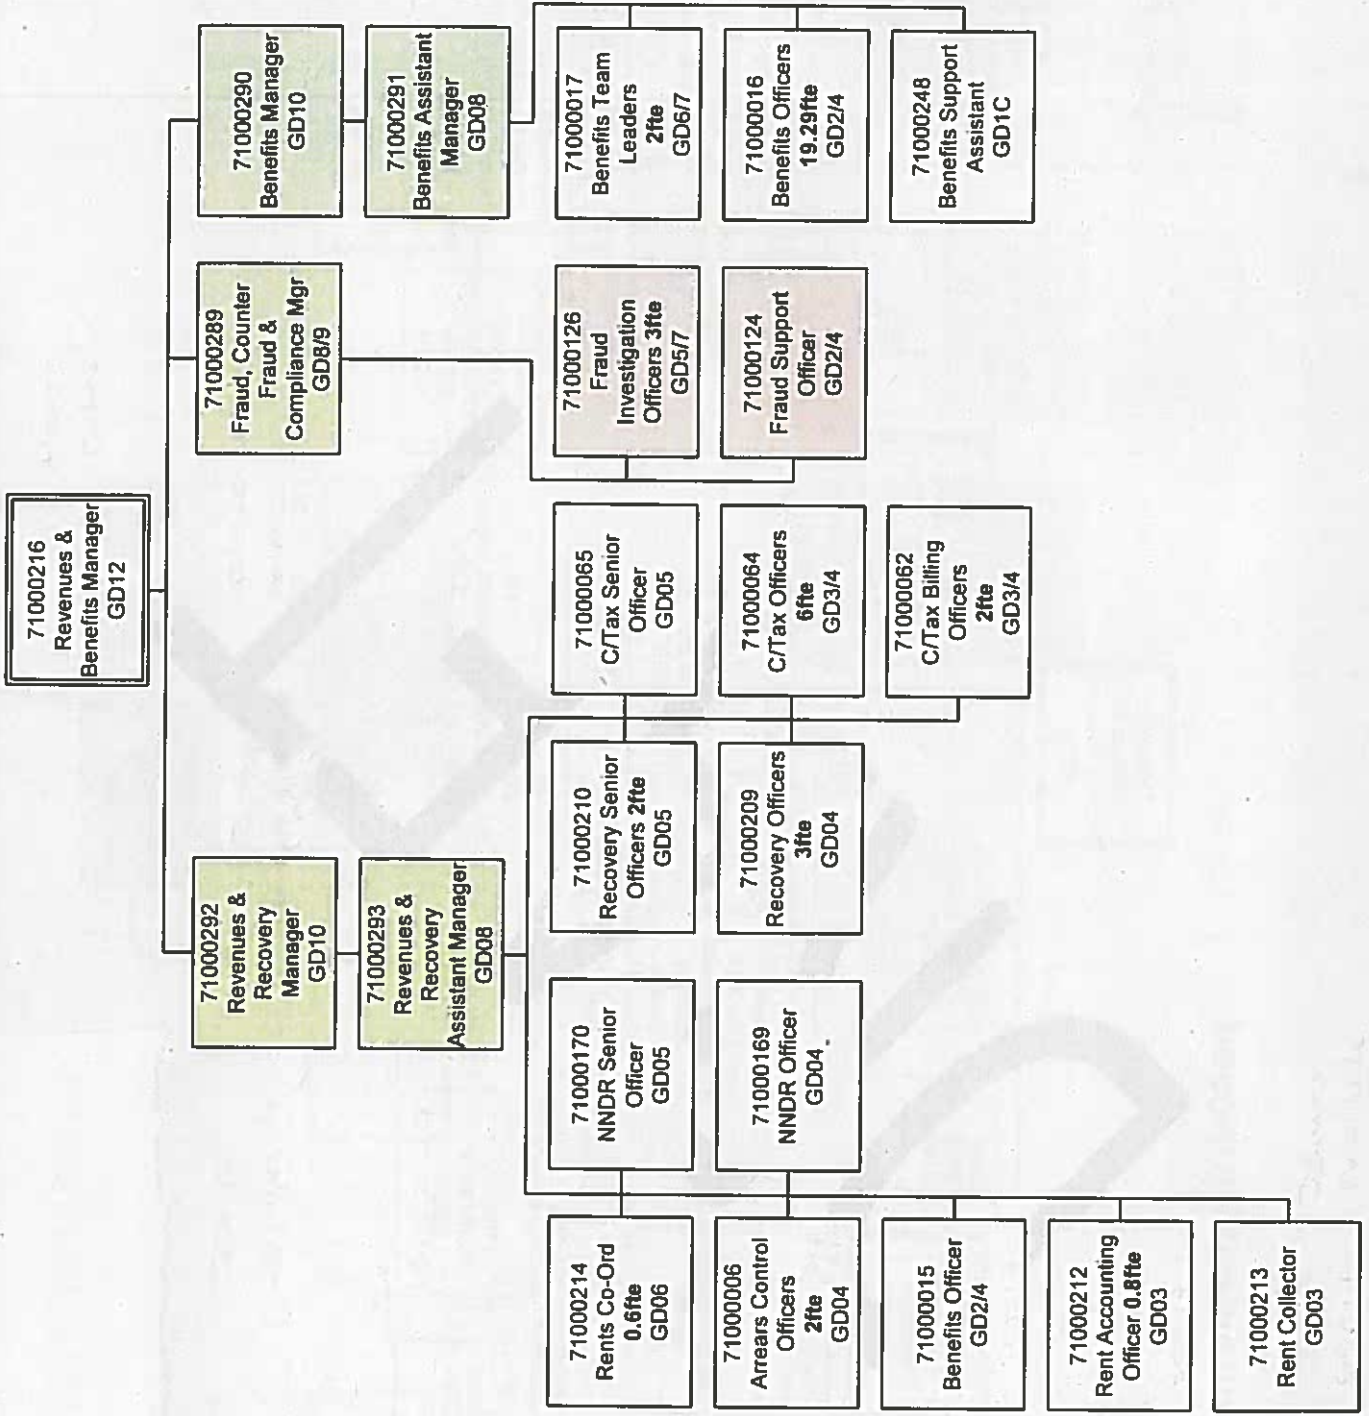 71000216
Revenues &
Benefits Manager
GD12
71000292
Revenues &
Recovery
Manager
GD10
71000293
Revenues &
Recovery
Assistant Manager
GD08
71000289
Fraud, Counter
Fraud &
Compliance Mgr
GD8/9
71000290
Benefits Manager
GD10
71000291
Benefits Assistant
Manager
GD08
71000214
Rents Co-Ord
0.6fte
GD06
71000006
Arrears Control
Officers
2fte
GD04
71000015
Benefits Officer
GD2/4
71000212
Rent Accounting
Officer 0.8fte
GD03
71000213
Rent Collector
GD03
71000170
NNDR Senior
Officer
GD05
71000169
NNDR Officer
GD04
71000210
Recovery Senior
Officers 2fte
GD05
71000209
Recovery Officers
3fte
GD04
71000065
C/Tax Senior
Officer
GD05
71000064
C/Tax Officers
6fte
GD3/4
71000062
C/Tax Billing
Officers
2fte
GD3/4
71000126
Fraud
Investigation
Officers 3fte
GD5/7
71000124
Fraud Support
Officer
GD2/4
71000017
Benefits Team
Leaders
2fte
GD6/7
71000016
Benefits Officers
19.29fte
GD2/4
71000248
Benefits Support
Assistant
GD1C